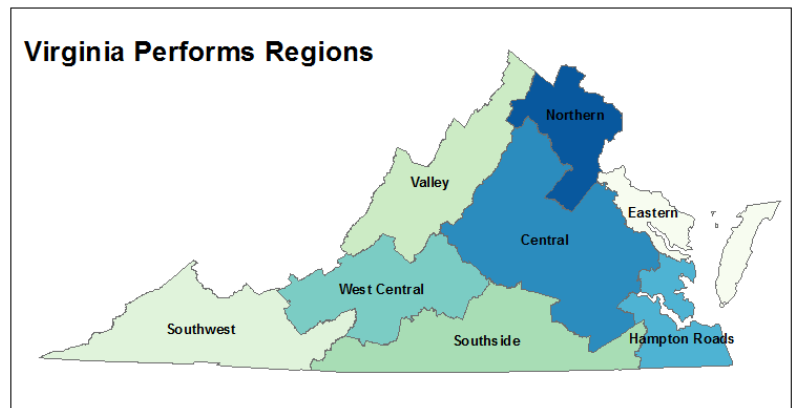 Virginia Performs Regions
Northern
Valley
Eastern
Central
West Central
Southwest
Southside
Hampton Roads